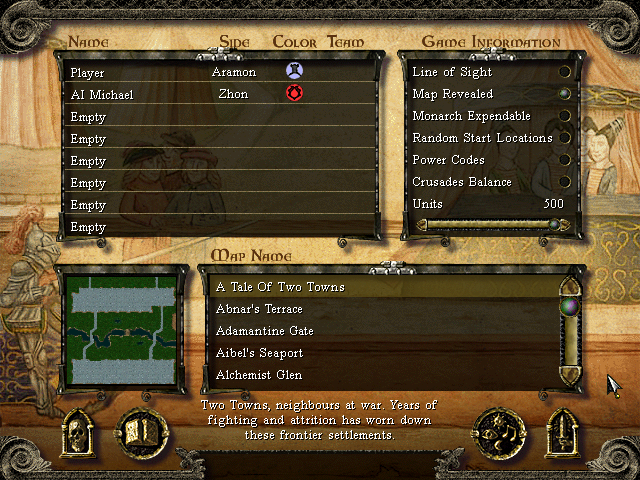 Name Side Color Team
Player Aramon
AI Michael Zhon
Empty
Empty
Empty
Empty
Empty
Empty
Game Information
Line of Sight
Map Revealed
Monarch Expendable
Random Start Locations
Power Codes
Crusades Balance
Units 500
Map Name
A Tale Of Two Towns
Abnar's Terrace
Adamantine Gate
Aibel's Seaport
Alchemist Glen
Two Towns, neighbours at war. Years of
fighting and attrition has worn down
these frontier settlements.